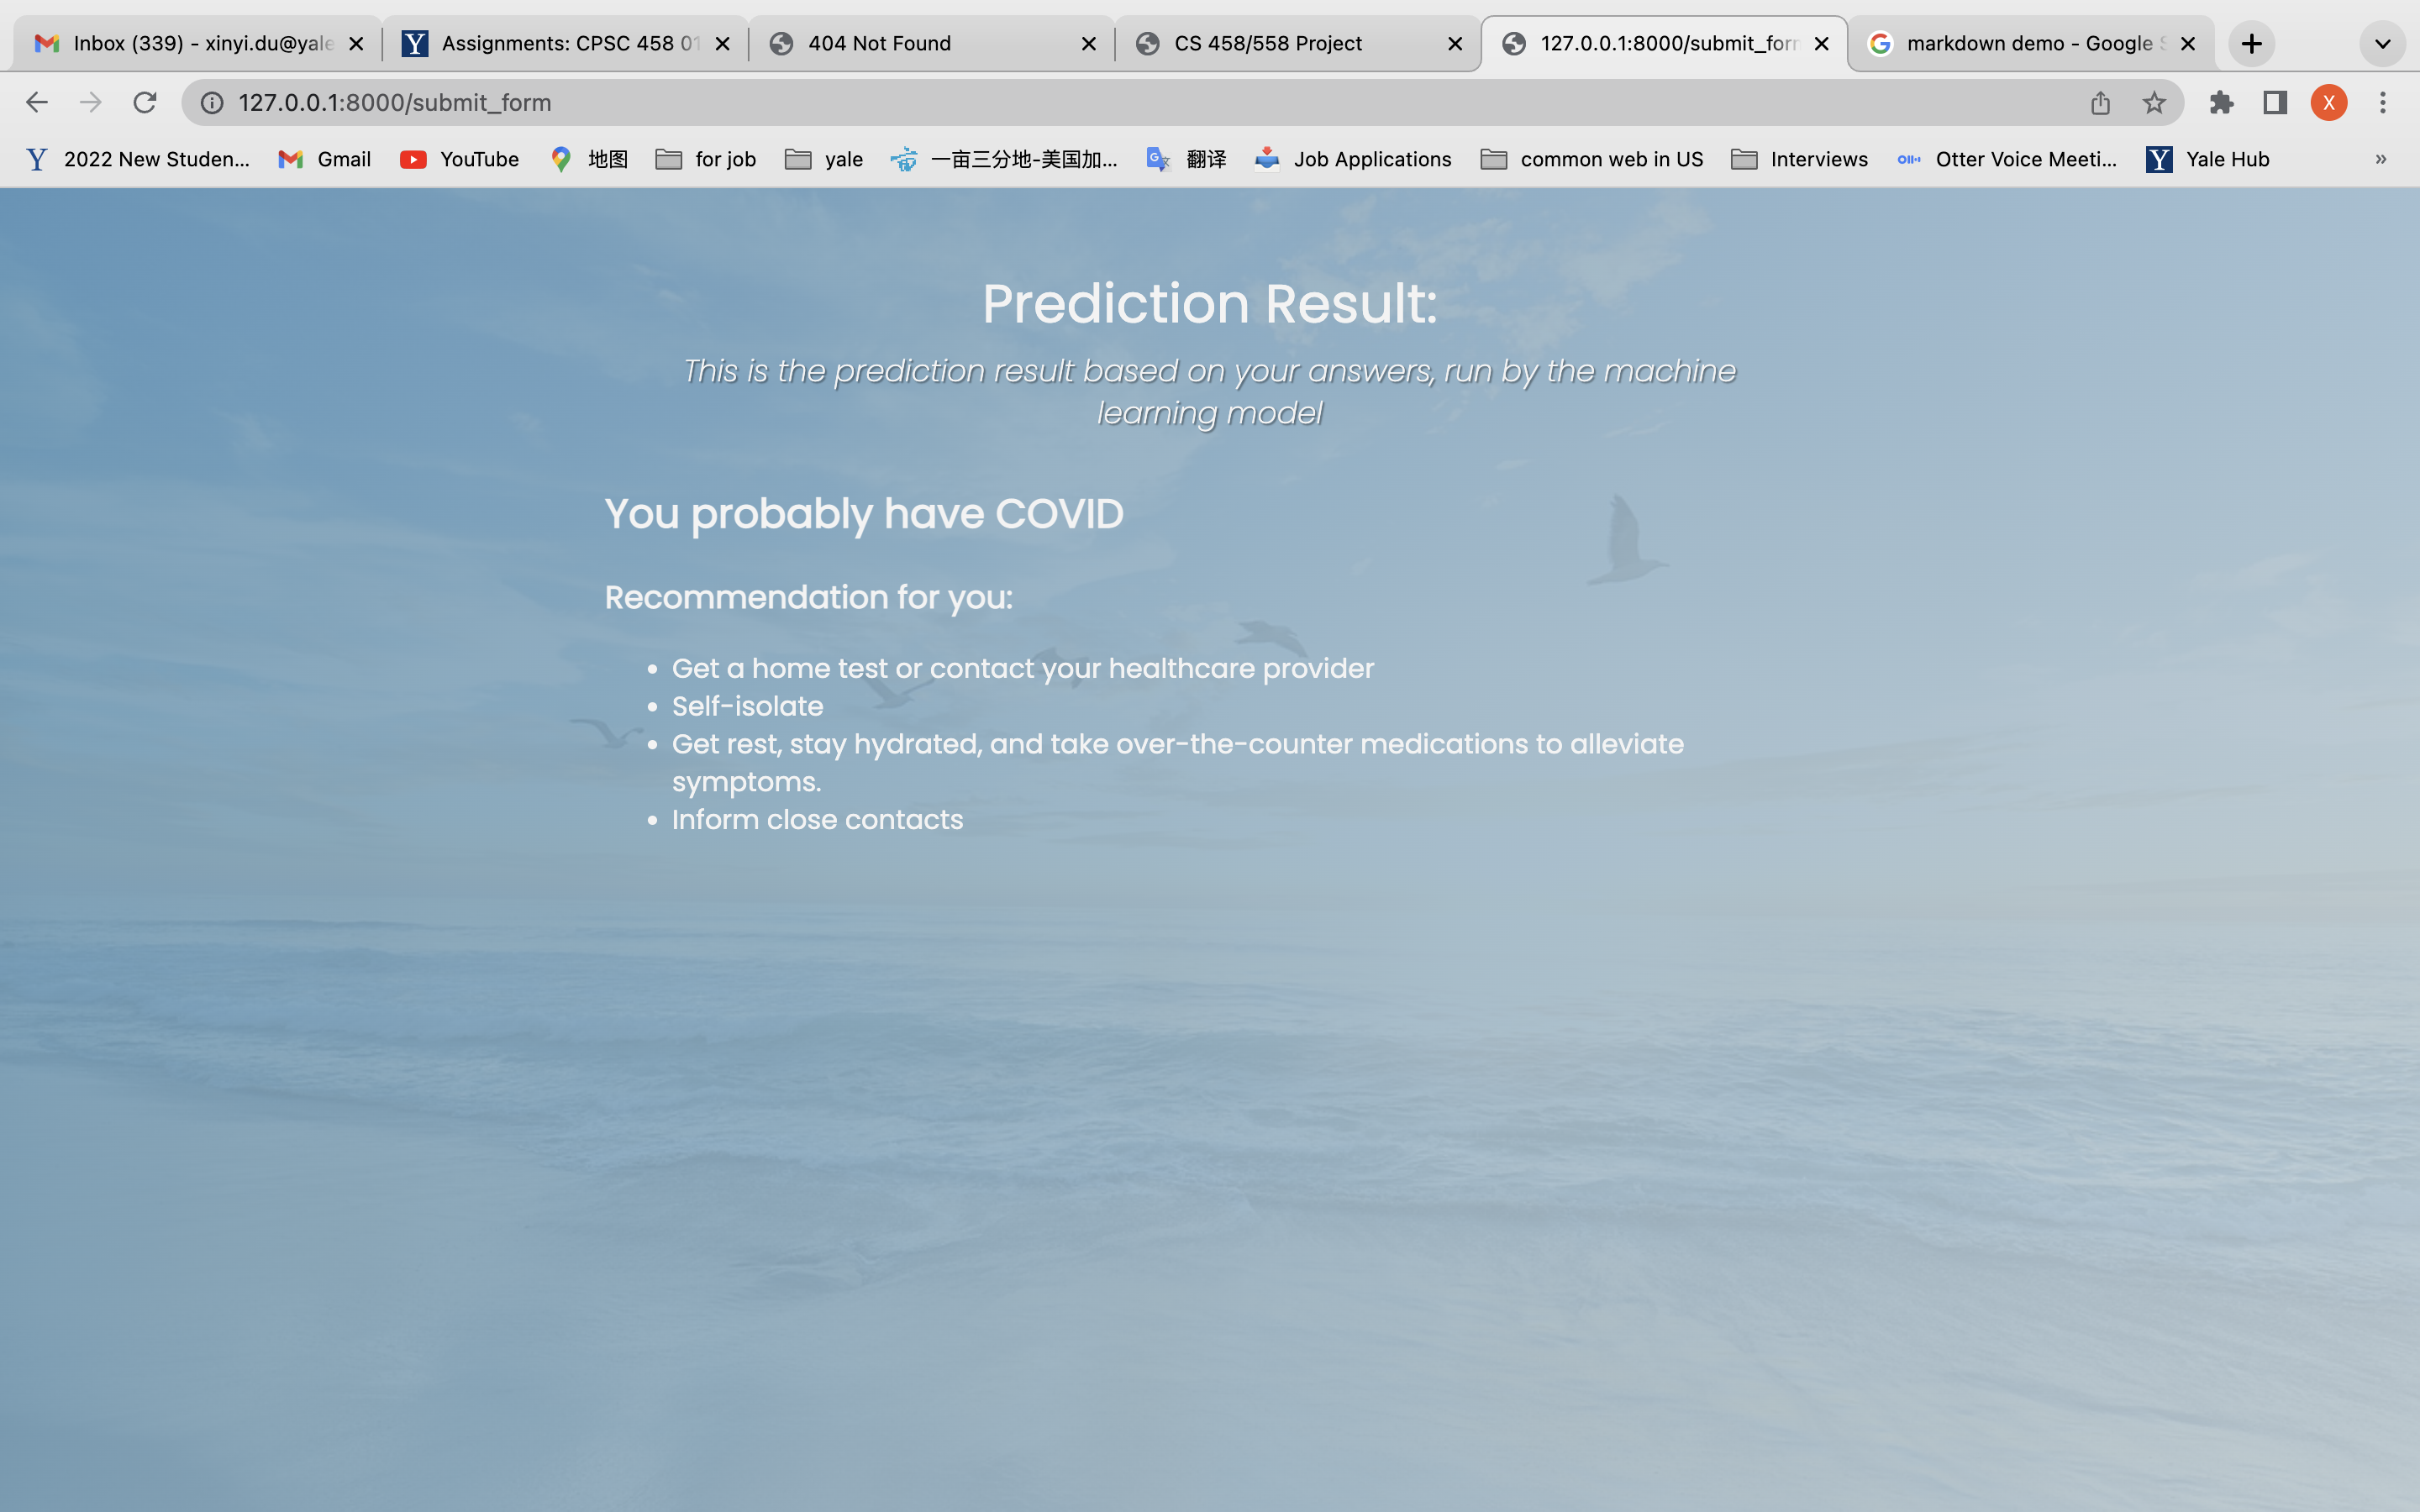 Inbox (339) - xinyi.du@yale
Assignments: CPSC 458 01
404 Not Found
CS 458/558 Project
127.0.0.1:8000/submit_form
markdown demo - Google S
127.0.0.1:8000/submit_form
X
2022 New Studen...
Gmail
YouTube
地图
for job
yale
一亩三分地-美国加...
翻译
Job Applications
common web in US
Interviews
Otter Voice Meeti...
Yale Hub
»
Prediction Result:
This is the prediction result based on your answers, run by the machine
learning model
You probably have COVID
Recommendation for you:
• Get a home test or contact your healthcare provider
• Self-isolate
• Get rest, stay hydrated, and take over-the-counter medications to alleviate
symptoms.
• Inform close contacts